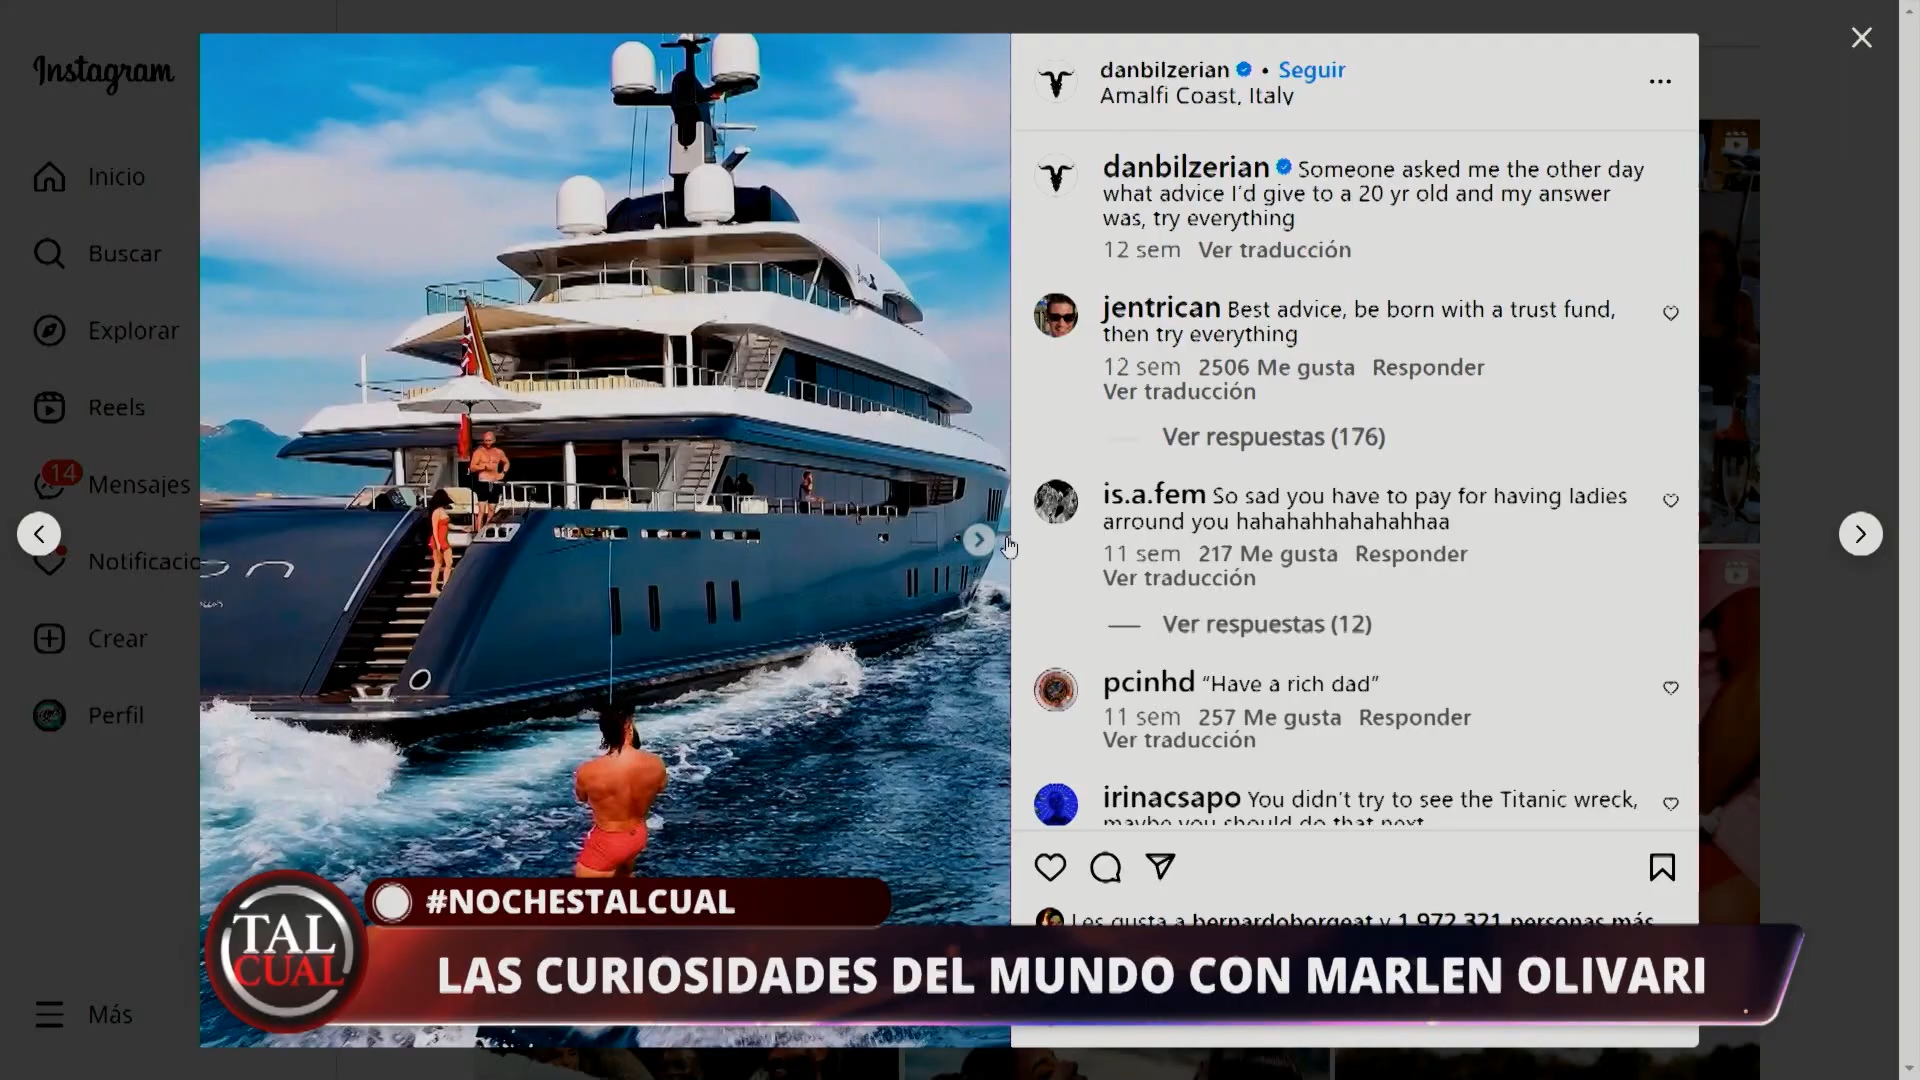 Instagram
Inicio
Buscar
Explorar
Reels
14
Mensajes
Notificacio
Crear
Perfil
Más
danbilzerian • Seguir
Amalfi Coast, Italy
danbilzerian Someone asked me the other day
what advice I'd give to a 20 yr old and my answer
was, try everything
12 sem Ver traducción
jentrican Best advice, be born with a trust fund,
then try everything
12 sem 2506 Me gusta Responder
Ver traducción
Ver respuestas (176)
is.a.fem So sad you have to pay for having ladies
arround you hahahahhahahahhaa
11 sem 217 Me gusta Responder
Ver traducción
Ver respuestas (12)
pcinhd “Have a rich dad”
11 sem 257 Me gusta Responder
Ver traducción
irinacsapo You didn't try to see the Titanic wreck,
maybe you should do that next
Les gusta a bernardoborgeat y 1.972.321 personas más
TAL
CUAL
#NOCHESTALCUAL
LAS CURIOSIDADES DEL MUNDO CON MARLEN OLIVARI